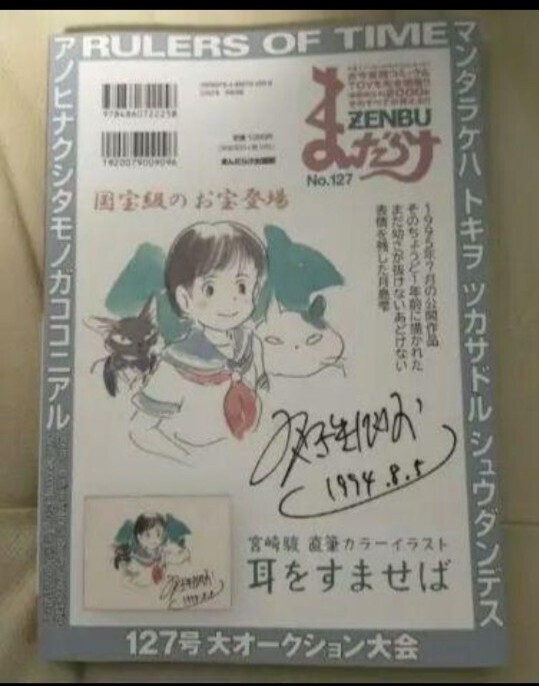 RULERS OF TIME
アノヒナクシタモノガココニアル
マンダラケハ トキヲ ツカサドル シュウダンデス
9784860722258
1920079009096
まんだらけ
ZENBU
No.127
国宝級のお宝登場
～1995年7月の公開作品
そのちょうど1年前に描かれた
まだ幼さが抜けないあどけない
表情を残した月島雫
1994.8.5
宮崎駿 直筆カラーイラスト
耳をすませば
127号 大オークション大会